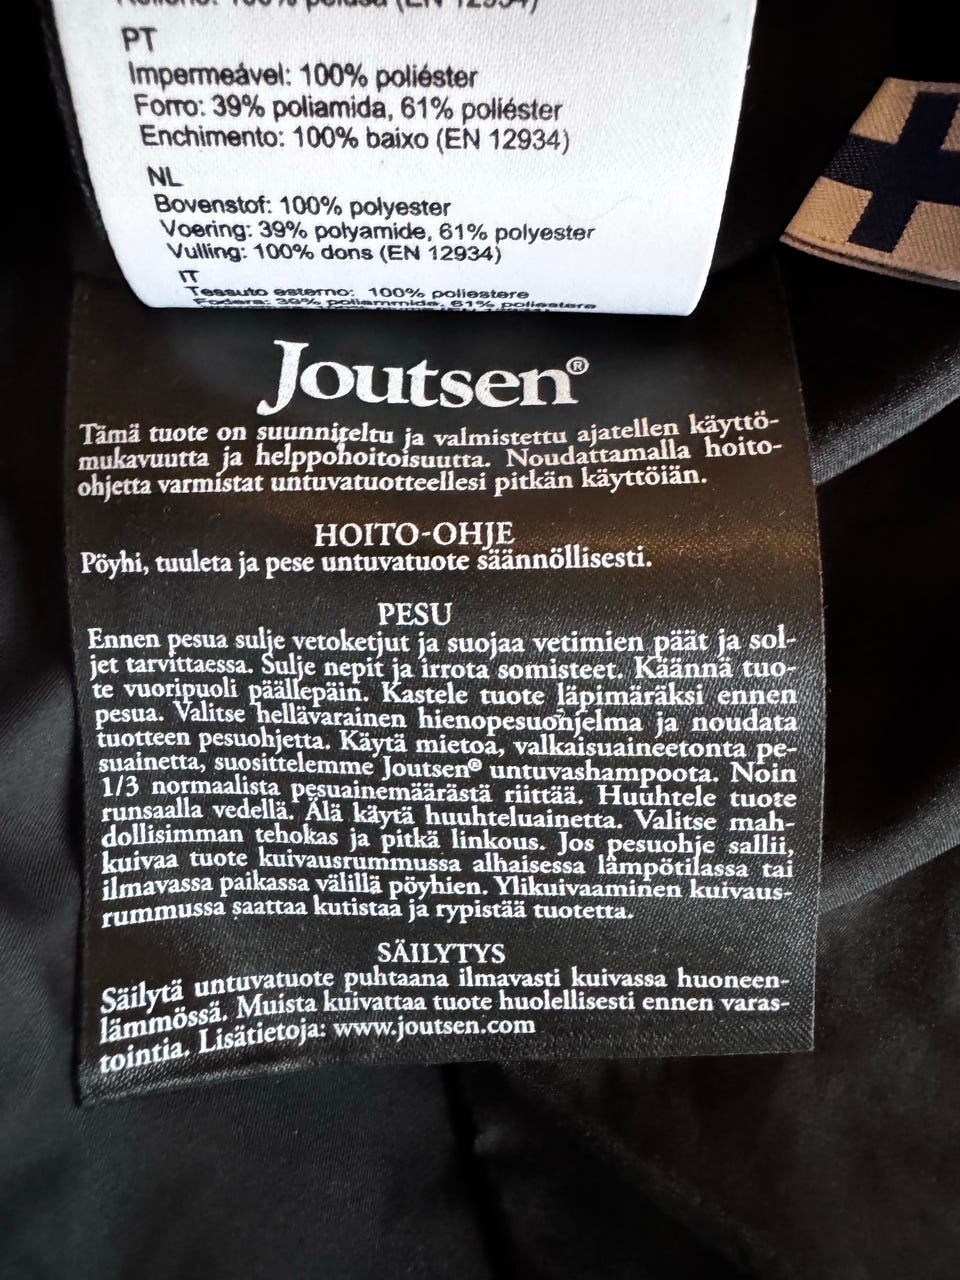 PT
Impermeável: 100% poliéster
Forro: 39% poliamida, 61% poliéster
Enchimento: 100% baixo (EN 12934)
NL
Bovenstof: 100% polyester
Voering: 39% polyamide, 61% polyester
Vulling: 100% dons (EN 12934)
IT
Tessuto esterno: 100% poliestere
Fodera: 39% poliammide, 61% poliestere
Joutsen®
Tämä tuote on suunniteltu ja valmistettu ajatellen käyttö-
mukavuutta ja helppohoitoisuutta. Noudattamalla hoito-
ohjetta varmistat untuvatuotteellesi pitkän käyttöiän.
HOITO-OHJE
Pöyhi, tuuleta ja pese untuvatuote säännöllisesti.
PESU
Ennen pesua sulje vetoketjut ja suojaa vetimien päät ja sol-
jet tarvittaessa. Sulje nepit ja irrota somisteet. Käännä tuo-
te vuoripuoli päällepäin. Kastele tuote läpimäräksi ennen
pesua. Valitse hellävarainen hienopesuohjelma ja noudata
tuotteen pesuohjetta. Käytä mietoa, valkaisuaineetonta pe-
suainetta, suosittelemme Joutsen® untuvashampoota. Noin
1/3 normaalista pesuainemäärästä riittää. Huuhtele tuote
runsaalla vedellä. Älä käytä huuhteluainetta. Valitse mah-
dollisimman tehokas ja pitkä linkous. Jos pesuohje sallii,
kuivaa tuote kuivausrummussa alhaisessa lämpötilassa tai
ilmavassa paikassa välillä pöyhien. Ylikuivaaminen kuivaus-
rummussa saattaa kutistaa ja rypistää tuotetta.
SÄILYTYS
Säilytä untuvatuote puhtaana ilmavasti kuivassa huoneen-
lämmössä. Muista kuivattaa tuote huolellisesti ennen varas-
tointia. Lisätietoja: www.joutsen.com